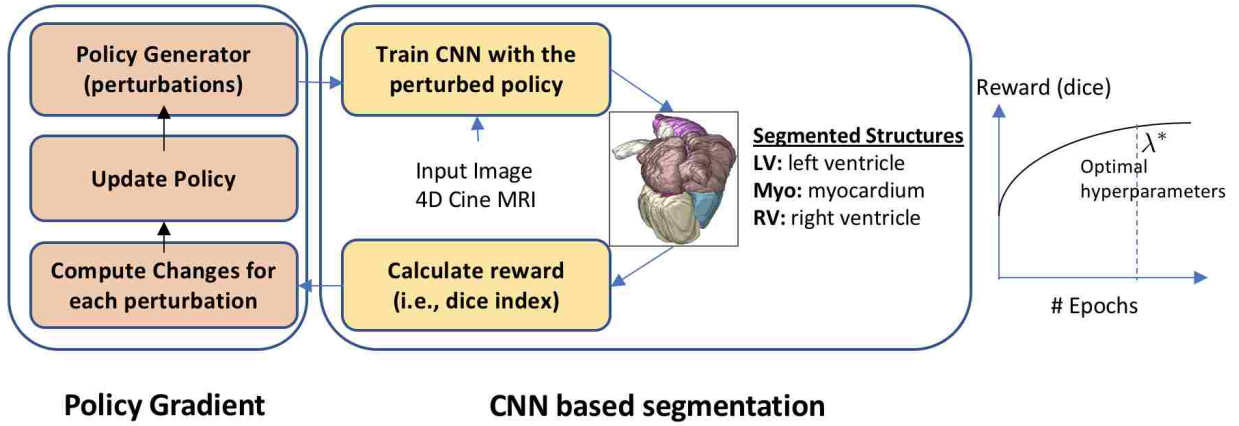 Policy Generator
(perturbations)
Update Policy
Compute Changes for
each perturbation
Policy Gradient
Train CNN with the
perturbed policy
Input Image
4D Cine MRI
Calculate reward
(i.e., dice index)
Segmented Structures
LV: left ventricle
Myo: myocardium
RV: right ventricle
CNN based segmentation
Reward (dice)
λ*
Optimal
hyperparameters
# Epochs